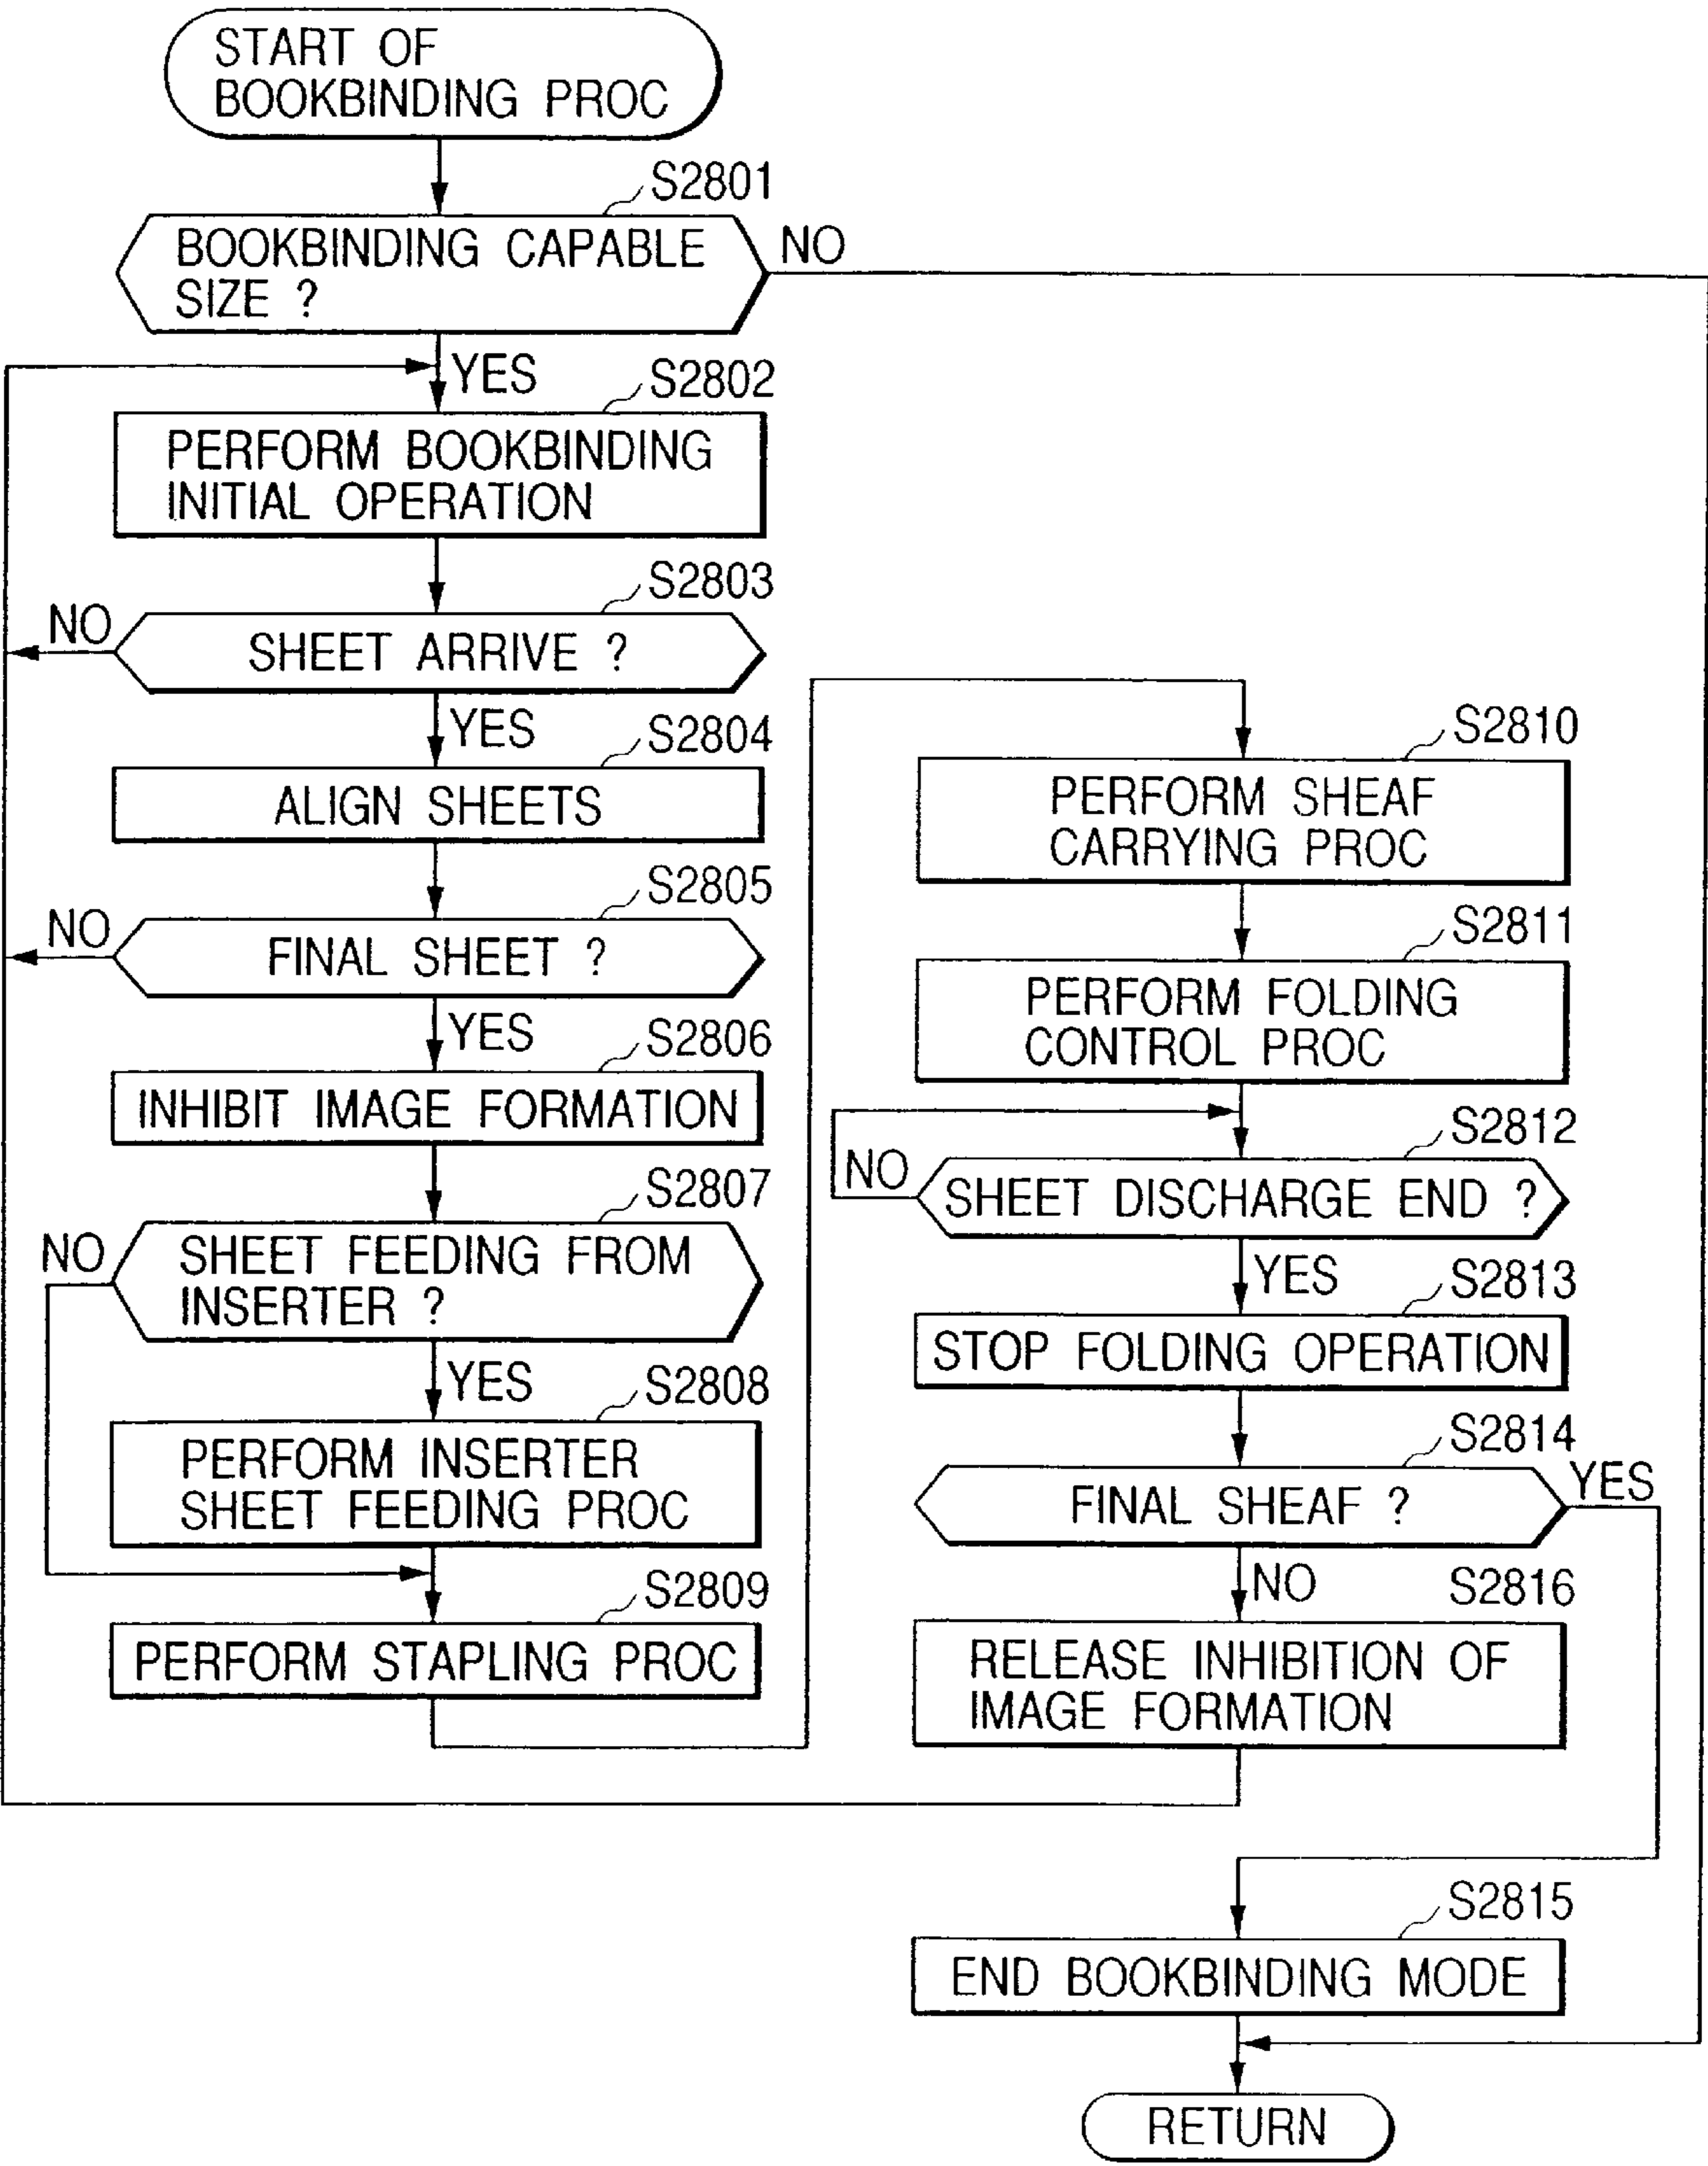 START OF
BOOKBINDING PROC
S2801
BOOKBINDING CAPABLE
SIZE ?
NO
YES
S2802
PERFORM BOOKBINDING
INITIAL OPERATION
S2803
NO
SHEET ARRIVE ?
YES
S2804
ALIGN SHEETS
S2805
NO
FINAL SHEET ?
YES
S2806
INHIBIT IMAGE FORMATION
S2807
NO
SHEET FEEDING FROM
INSERTER ?
YES
S2808
PERFORM INSERTER
SHEET FEEDING PROC
S2809
PERFORM STAPLING PROC
S2810
PERFORM SHEAF
CARRYING PROC
S2811
PERFORM FOLDING
CONTROL PROC
S2812
NO
SHEET DISCHARGE END ?
YES
S2813
STOP FOLDING OPERATION
S2814
FINAL SHEAF ?
YES
NO
S2816
RELEASE INHIBITION OF
IMAGE FORMATION
S2815
END BOOKBINDING MODE
RETURN